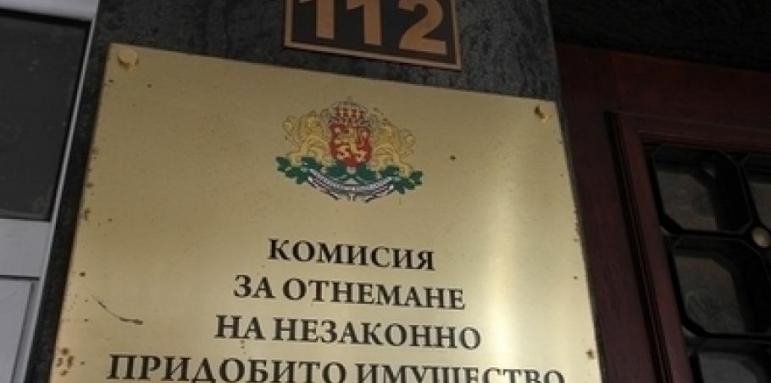 112
КОМИСИЯ
ЗА ОТНЕМАНЕ
НА НЕЗАКОННО
ПРИДОБИТО ИМУЩЕСТВО